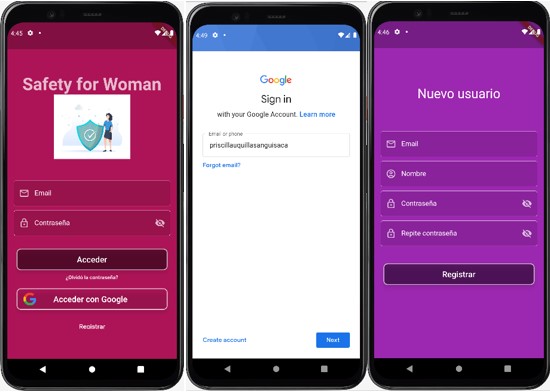 4:45
Safety for Woman
Email
Contraseña
Acceder
¿Olvidó la contraseña?
Acceder con Google
Registrar
4:49
Google
Sign in
with your Google Account. Learn more
Email or phone
priscillauquillasanguisaca
Forgot email?
Create account
Next
4:46
Nuevo usuario
Email
Nombre
Contraseña
Repite contraseña
Registrar